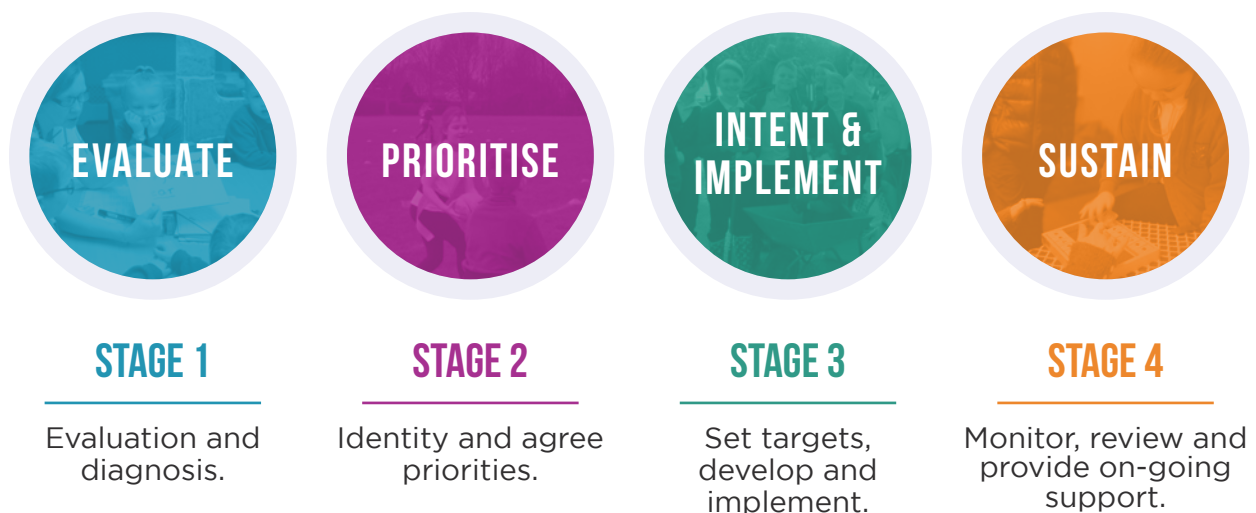 EVALUATE
PRIORITISE
INTENT &
IMPLEMENT
SUSTAIN
STAGE 1
STAGE 2
STAGE 3
STAGE 4
Evaluation and
diagnosis.
Identity and agree
priorities.
Set targets,
develop and
implement.
Monitor, review and
provide on-going
support.